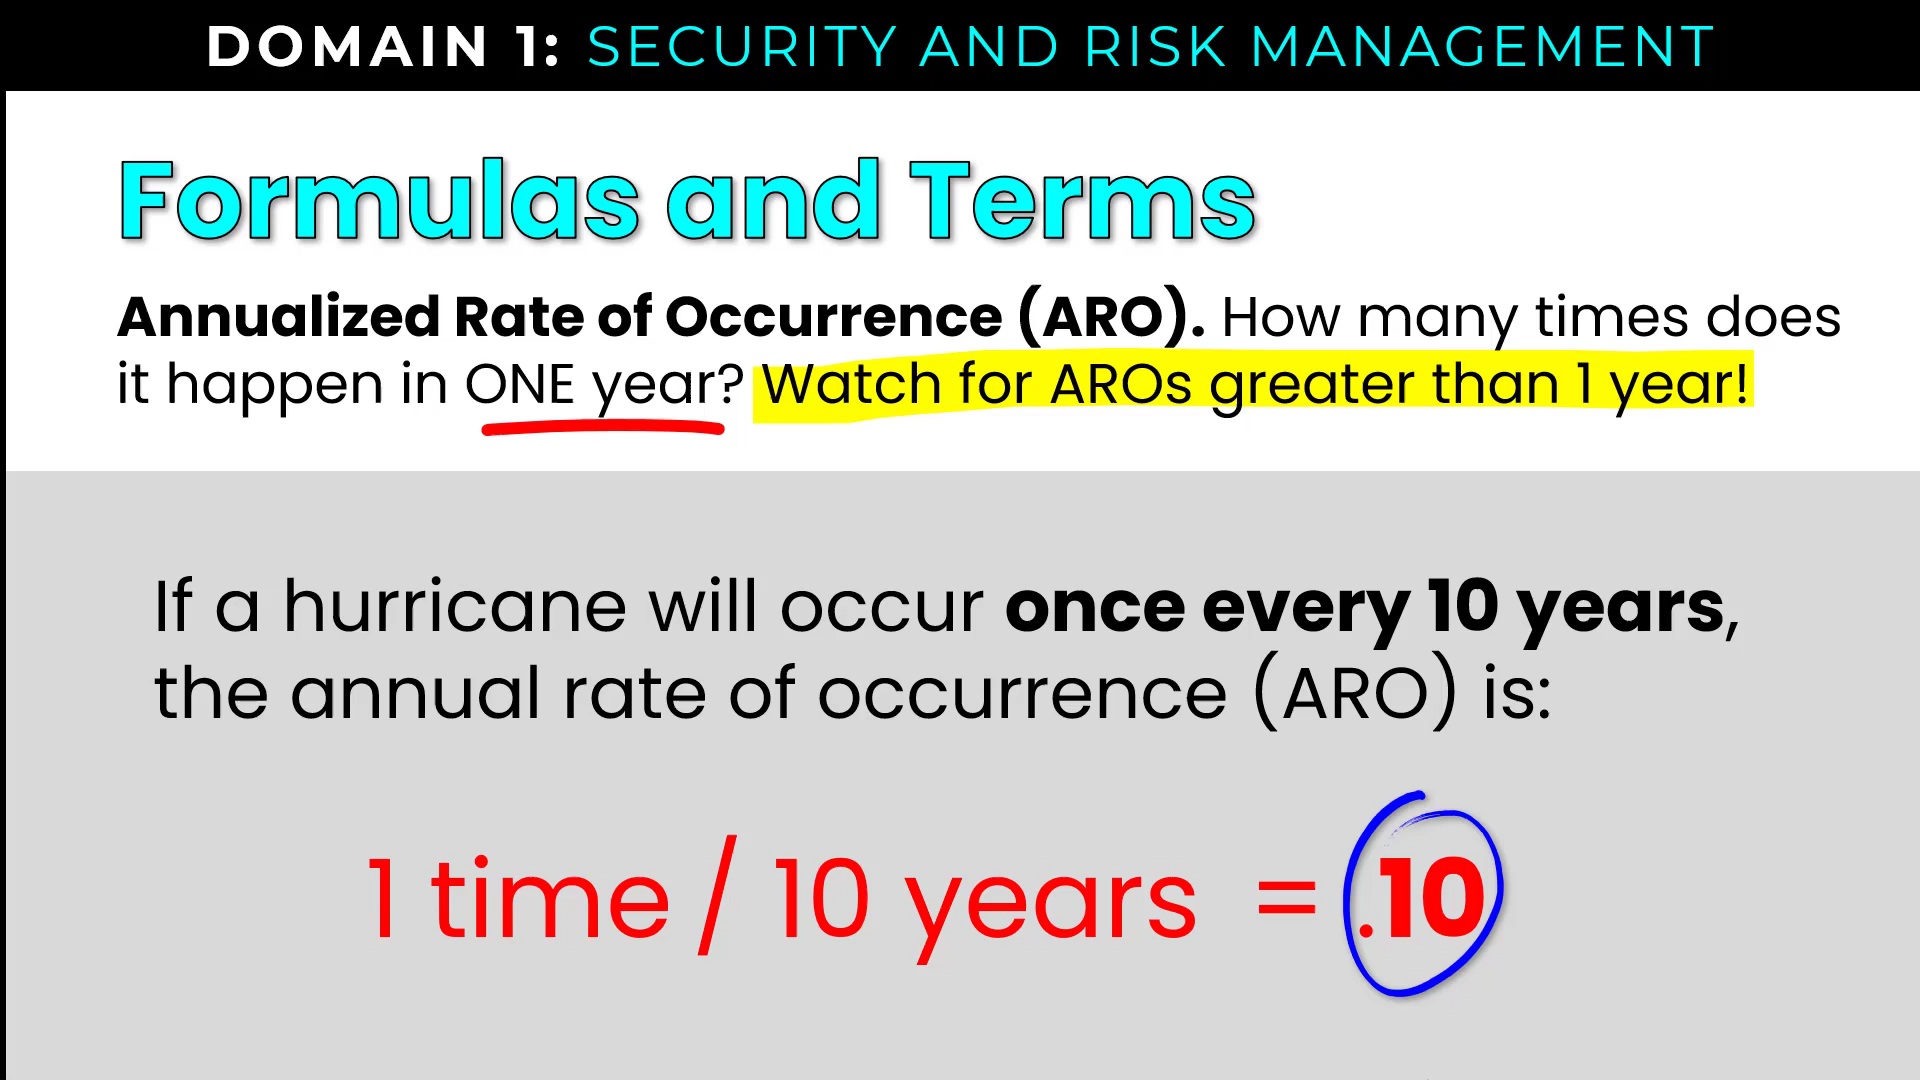 DOMAIN 1: SECURITY AND RISK MANAGEMENT
Formulas and Terms
Annualized Rate of Occurrence (ARO). How many times does
it happen in ONE year? Watch for AROs greater than 1 year!
If a hurricane will occur once every 10 years,
the annual rate of occurrence (ARO) is:
1 time / 10 years = .10